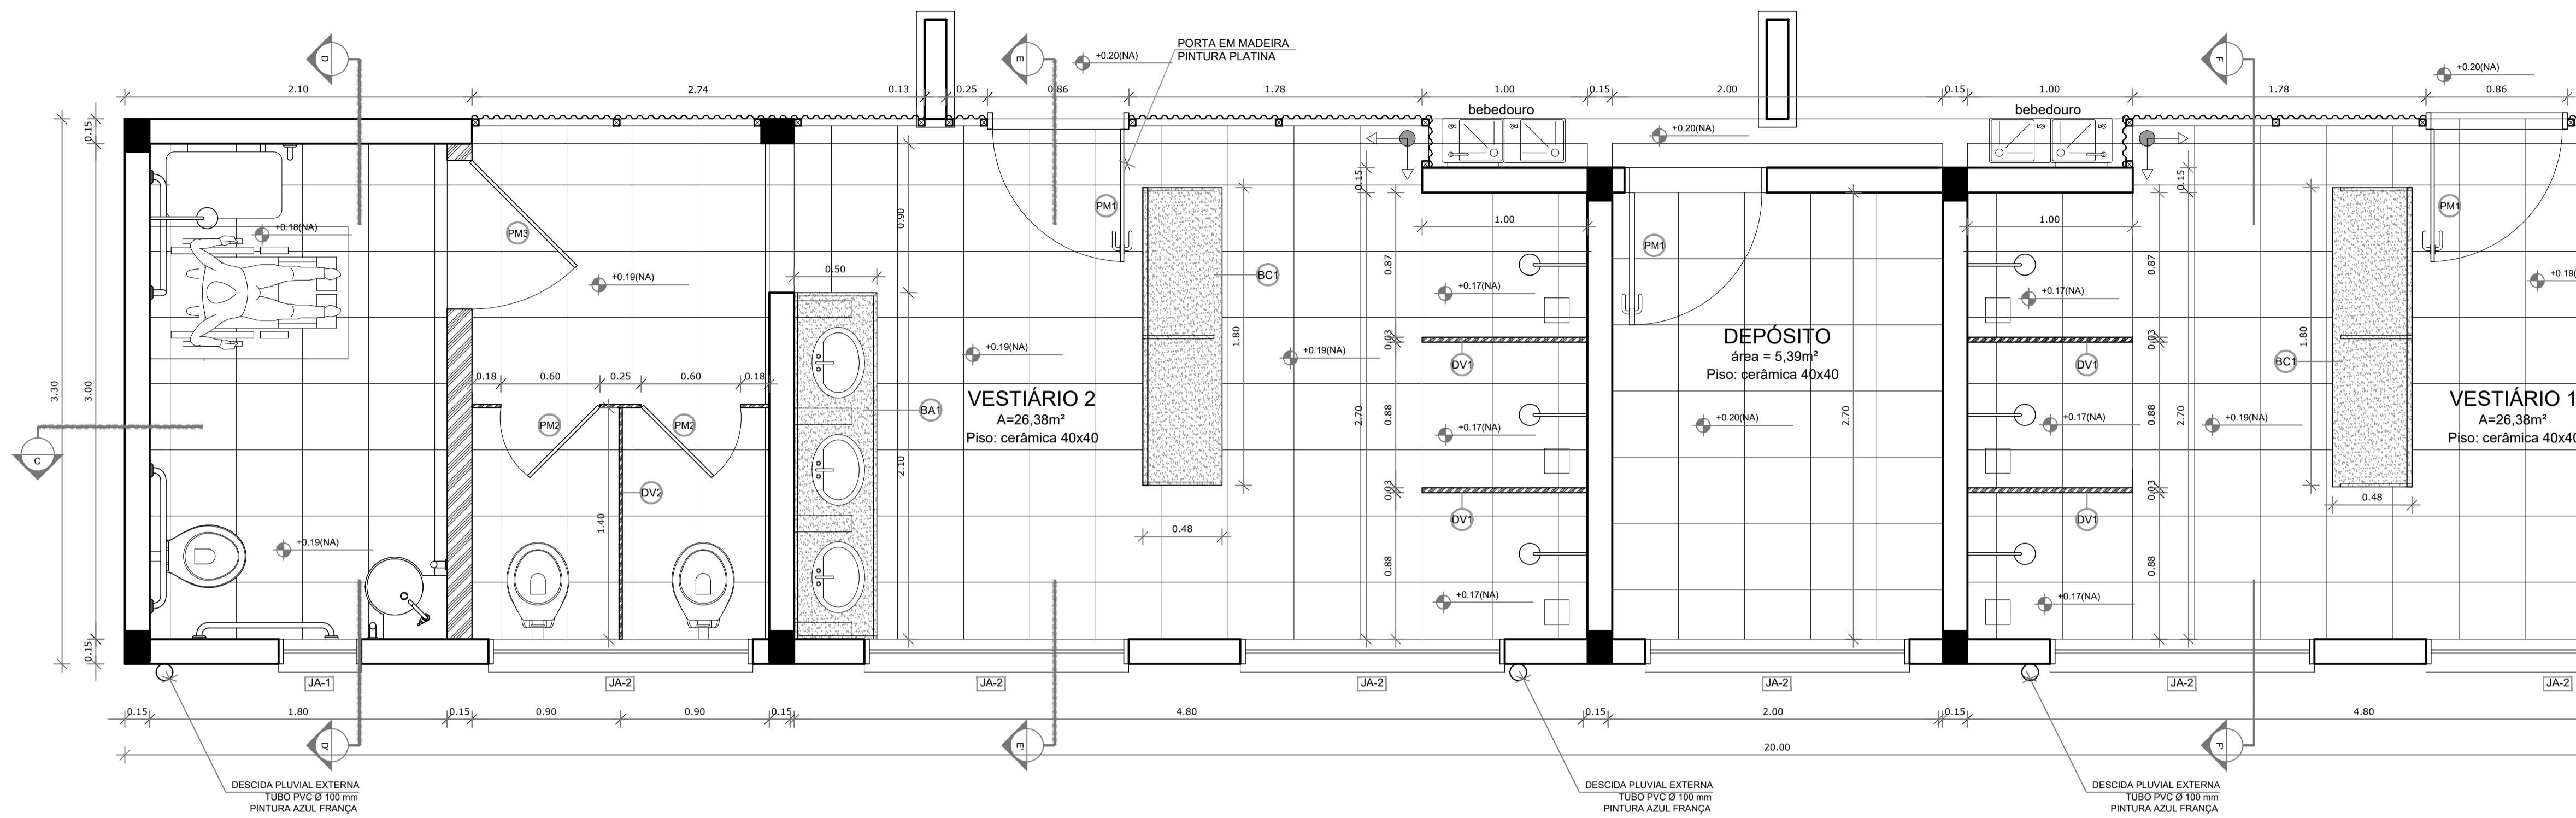 PORTA EM MADEIRA
PINTURA PLATINA
D
E
F
+0.20(NA)
+0.20(NA)
2.10
2.74
0.13
0.25
0.86
1.78
1.00
0.15
2.00
0.15
1.00
1.78
0.86
bebedouro
bebedouro
+0.20(NA)
0.15
0.15
0.15
PM3
PM1
PM1
PM1
+0.18(NA)
+0.19(NA)
0.90
0.50
BC1
1.00
1.00
0.87
0.87
+0.17(NA)
+0.17(NA)
+0.19(
DEPÓSITO
área = 5,39m²
Piso: cerâmica 40x40
1.80
1.80
+0.19(NA)
+0.19(NA)
0.03
0.03
DV1
DV1
BC1
3.30
3.00
0.18
0.60
0.25
0.60
0.18
PM2
PM2
BA1
VESTIÁRIO 2
A=26,38m²
Piso: cerâmica 40x40
VESTIÁRIO 1
A=26,38m²
Piso: cerâmica 40x40
2.70
0.88
+0.17(NA)
+0.20(NA)
2.70
+0.17(NA)
0.88
2.70
+0.19(NA)
C
2.10
DV2
1.40
0.03
0.03
DV1
DV1
0.48
0.48
+0.19(NA)
0.88
0.88
+0.17(NA)
+0.17(NA)
0.15
JA-1
JA-2
JA-2
JA-2
JA-2
JA-2
JA-2
0.15
1.80
0.15
0.90
0.90
0.15
4.80
0.15
2.00
0.15
4.80
D'
E'
F'
20.00
DESCIDA PLUVIAL EXTERNA
TUBO PVC Ø 100 mm
PINTURA AZUL FRANÇA
DESCIDA PLUVIAL EXTERNA
TUBO PVC Ø 100 mm
PINTURA AZUL FRANÇA
DESCIDA PLUVIAL EXTERNA
TUBO PVC Ø 100 mm
PINTURA AZUL FRANÇA